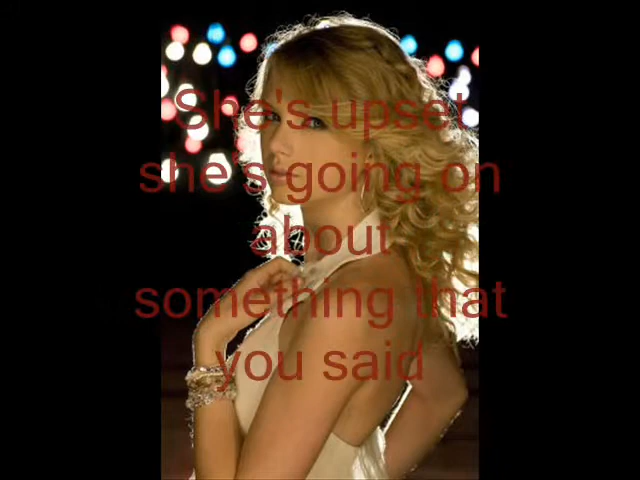 She's upset
she's going on
about
something that
you said